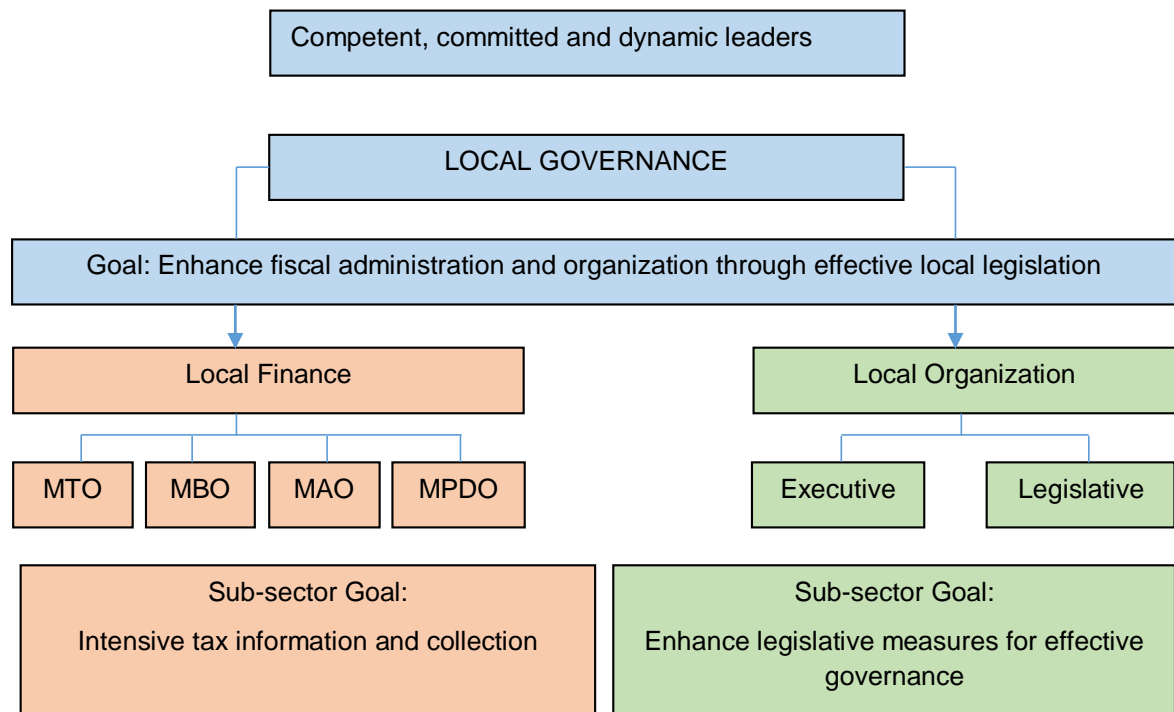 Competent, committed and dynamic leaders
LOCAL GOVERNANCE
Goal: Enhance fiscal administration and organization through effective local legislation
Local Finance
Local Organization
MTO
MBO
MAO
MPDO
Executive
Legislative
Sub-sector Goal:
Intensive tax information and collection
Sub-sector Goal:
Enhance legislative measures for effective
governance